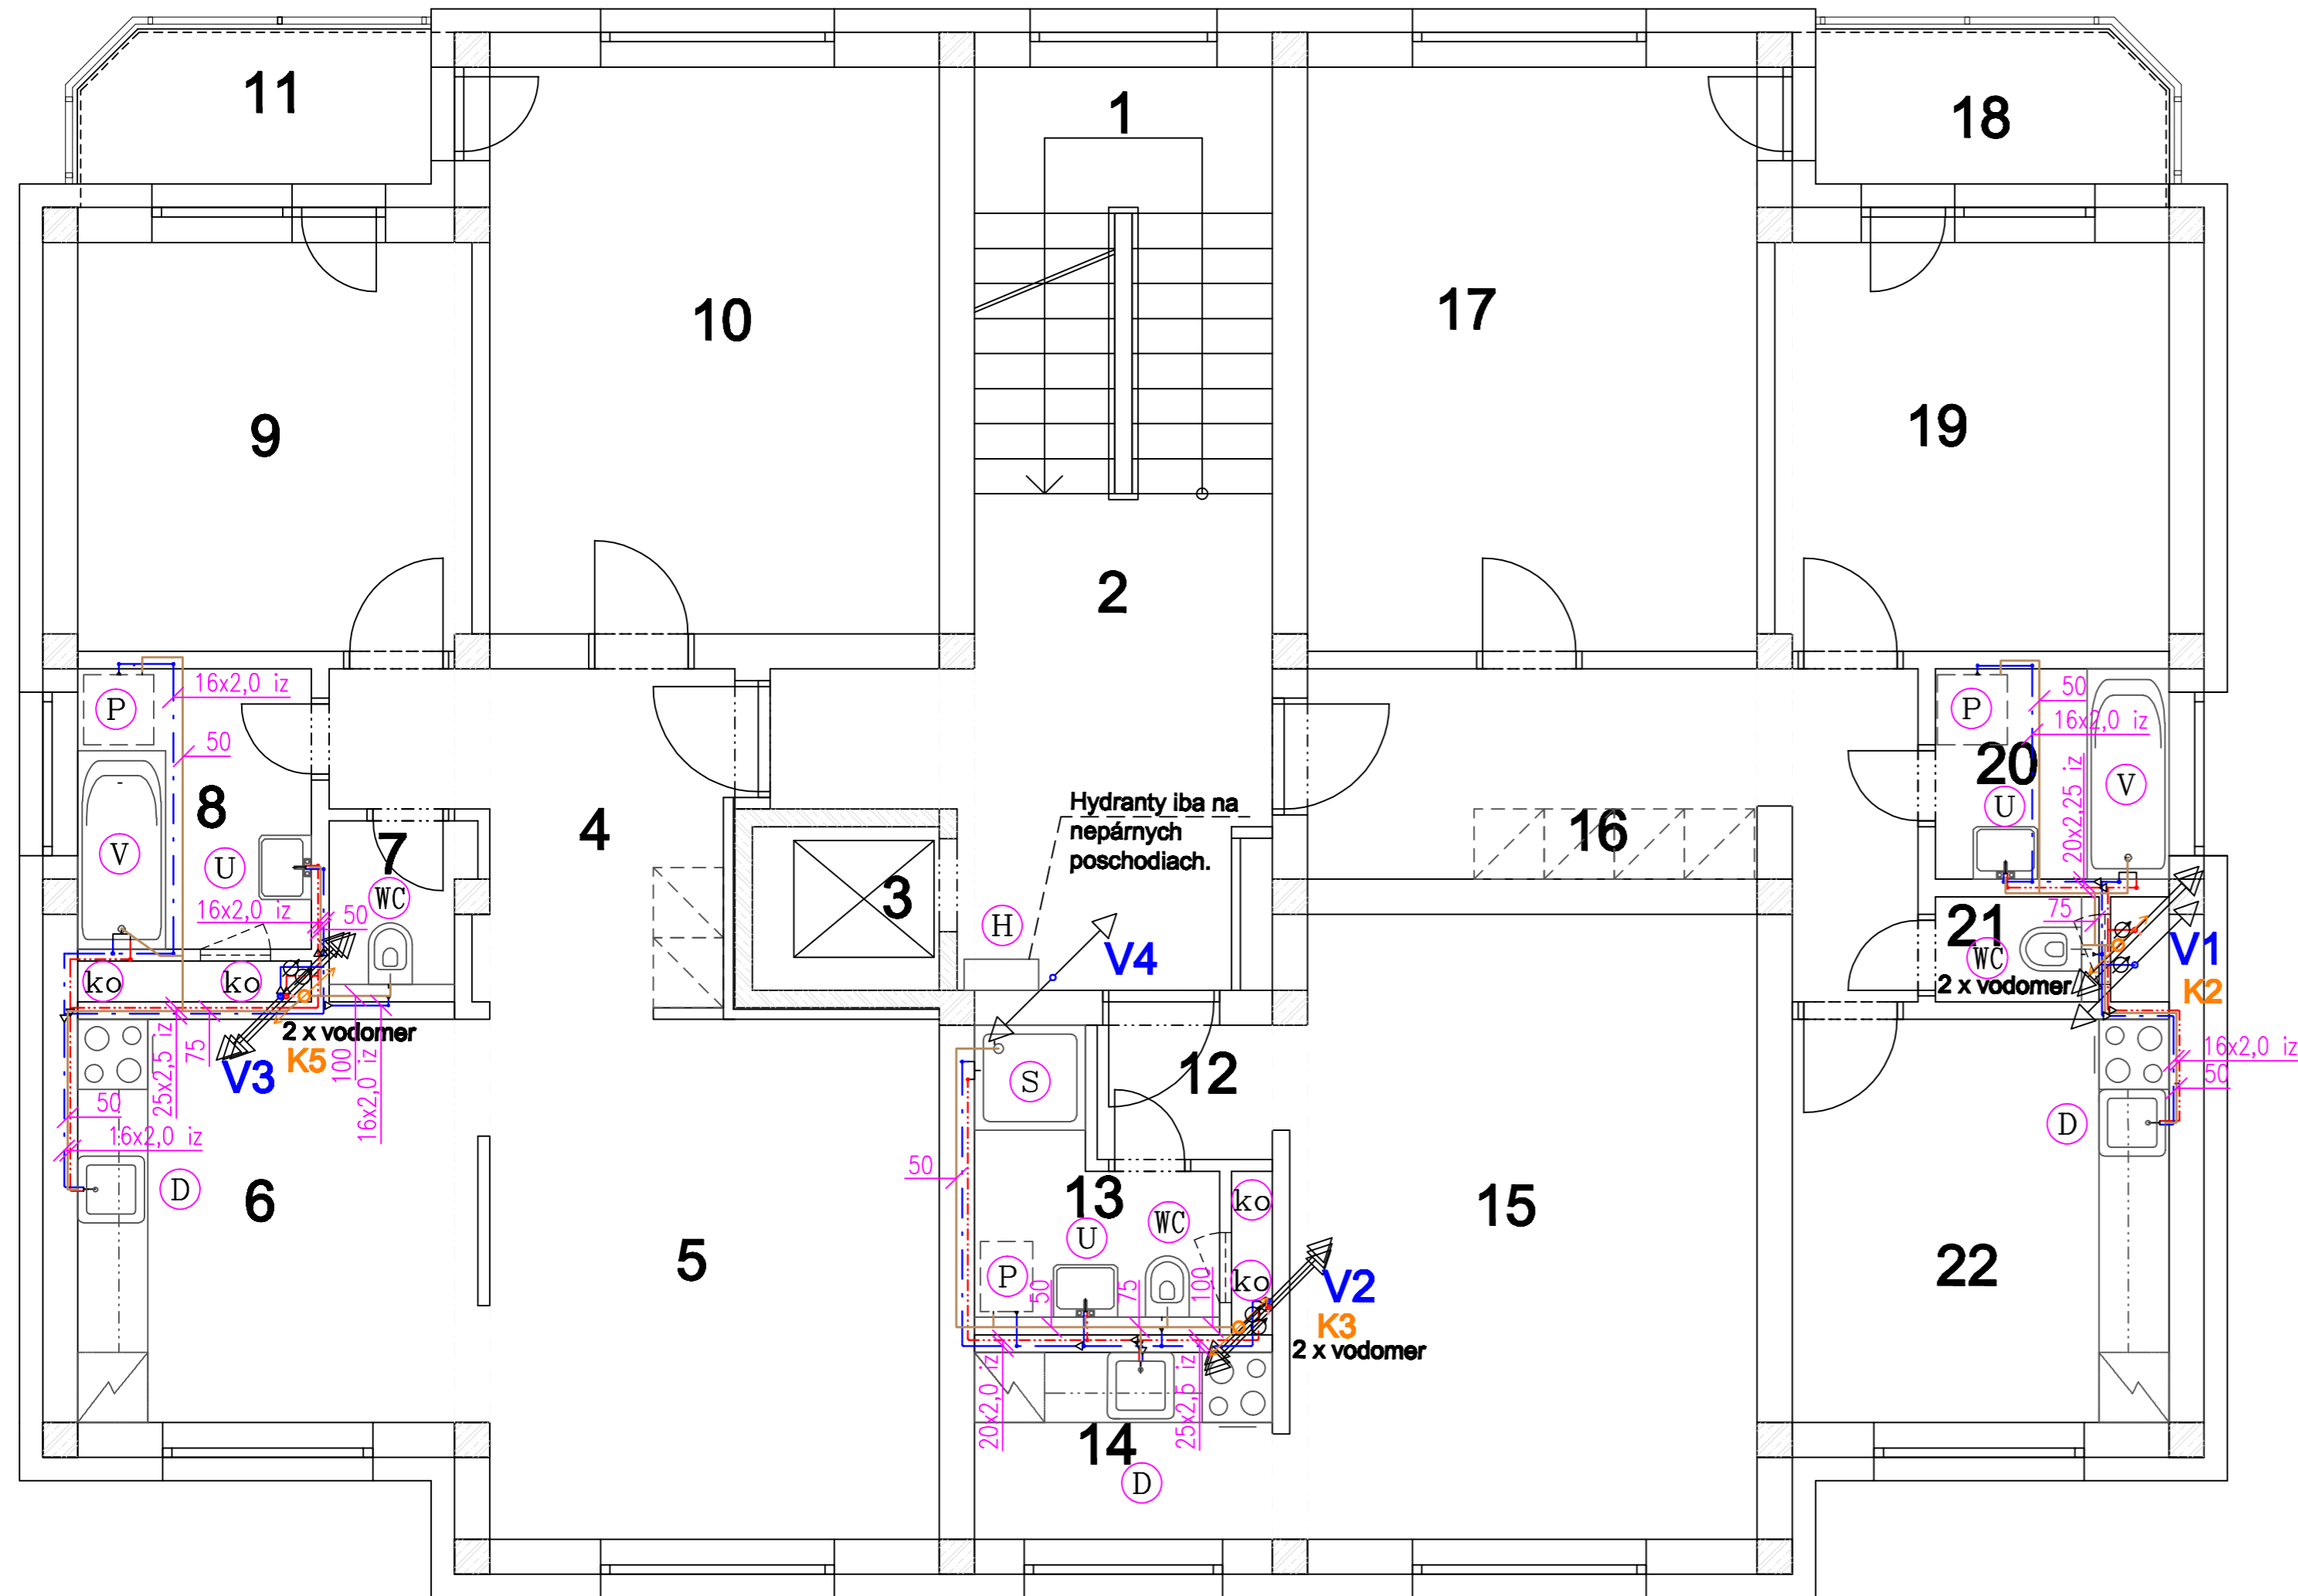 11
1
18
10
17
9
19
2
16x2,0 iz
P
50
8
V
U
7
WC
16x2,0 iz
50
4
3
Hydranty iba na
nepárnych
poschodiach.
H
V4
16
P
50
16x2,0 iz
20
U
20x2,25 iz
V
75
21
WC
2 x vodomer
V1
K2
ko
ko
2 x vodomer
K5
V3
25x2,5 iz
75
100
16x2,0 iz
50
16x2,0 iz
D
6
5
S
12
50
13
U
WC
ko
ko
P
50
75
100
V2
K3
2 x vodomer
20x2,0 iz
25x2,5 iz
14
D
15
16x2,0 iz
50
D
22